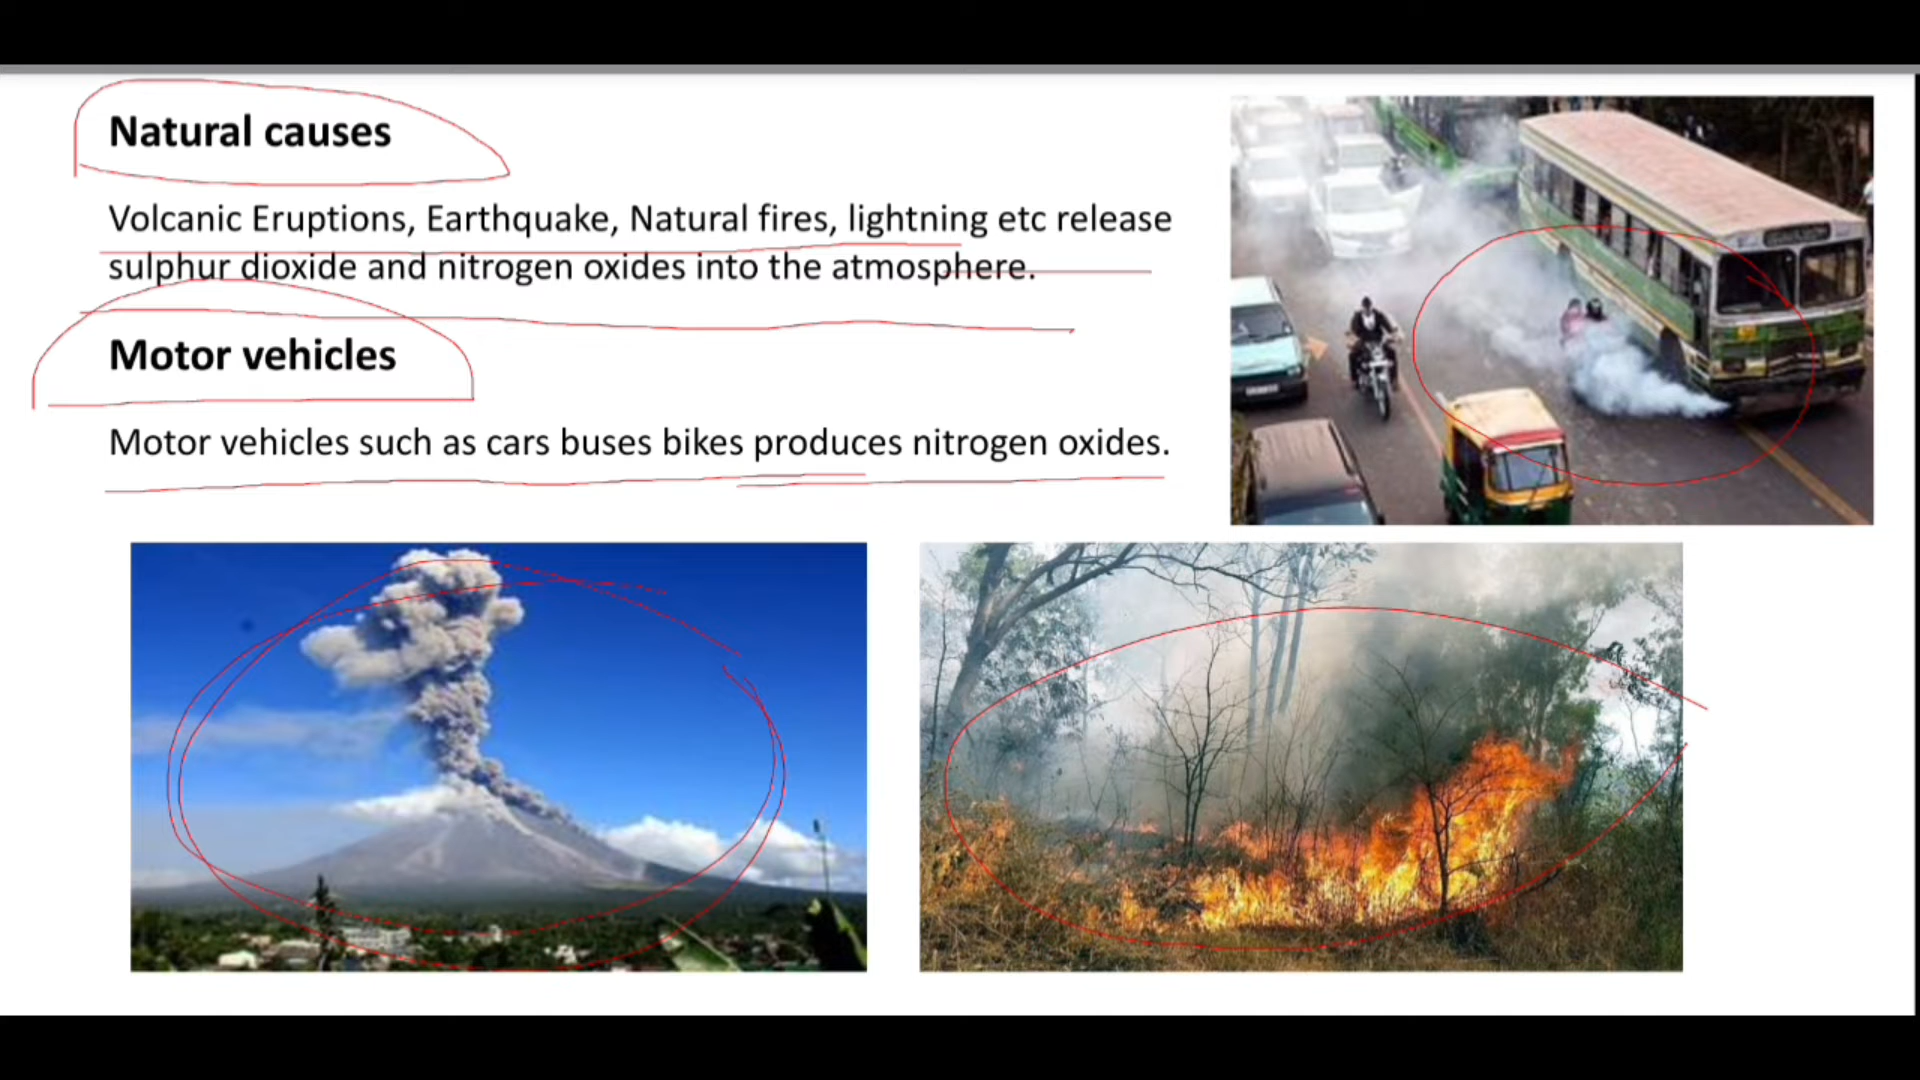 Natural causes
Volcanic Eruptions, Earthquake, Natural fires, lightning etc release
sulphur dioxide and nitrogen oxides into the atmosphere.
Motor vehicles
Motor vehicles such as cars buses bikes produces nitrogen oxides.